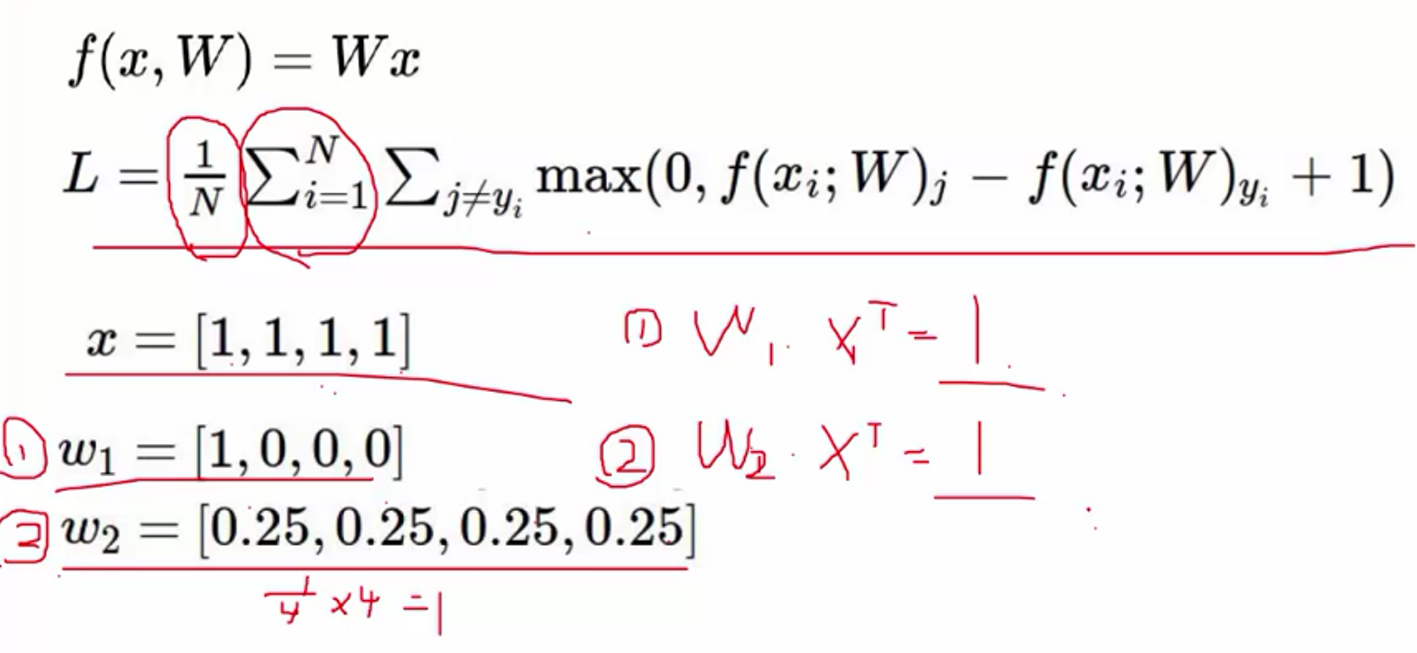 f(x, W) = Wx
L = 1/N ∑_{i=1}^{N} ∑_{j≠y_i} max(0, f(x_i; W)_j − f(x_i; W)_{y_i} + 1)
x = [1, 1, 1, 1]
① W₁ · X^T = 1
① w₁ = [1, 0, 0, 0]
② W₂ · X^T = 1
② w₂ = [0.25, 0.25, 0.25, 0.25]
1/4 × 4 = 1